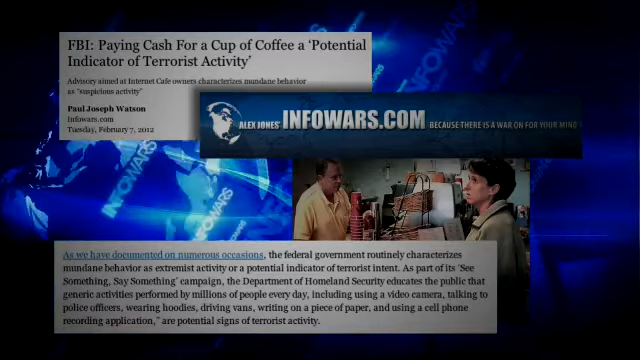 FBI: Paying Cash For a Cup of Coffee a ‘Potential
Indicator of Terrorist Activity’
Advisory aimed at Internet Cafe owners characterizes mundane behavior
as “suspicious activity”
Paul Joseph Watson
Infowars.com
Tuesday, February 7, 2012
ALEX JONES' INFOWARS.COM BECAUSE THERE IS A WAR ON FOR YOUR MIND
INFOWARS
INFOWARS
INFOWARS
As we have documented on numerous occasions, the federal government routinely characterizes
mundane behavior as extremist activity or a potential indicator of terrorist intent. As part of its ‘See
Something, Say Something’ campaign, the Department of Homeland Security educates the public that
generic activities performed by millions of people every day, including using a video camera, talking to
police officers, wearing hoodies, driving vans, writing on a piece of paper, and using a cell phone
recording application,” are potential signs of terrorist activity.